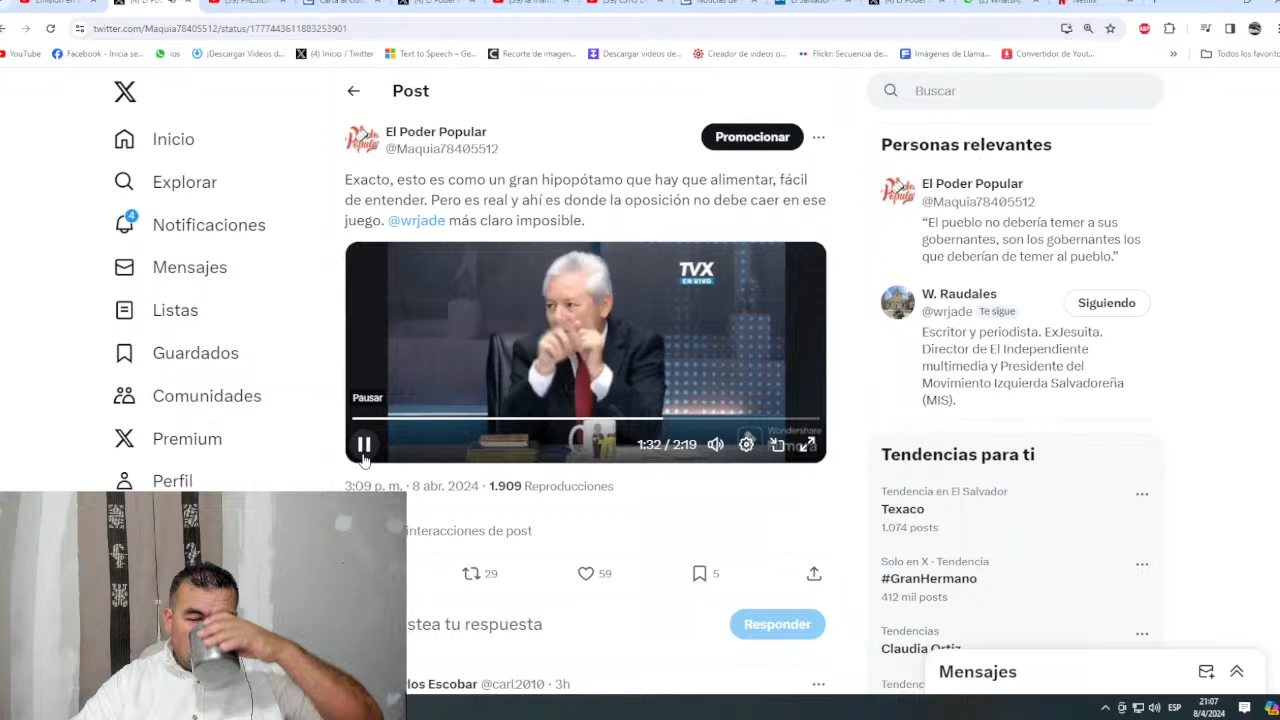 twitter.com/Maquia78405512/status/1777443611883253901
YouTube
Facebook - Inicia se...
ios
¡Descargar Videos d...
(4) Inicio / Twitter
Text to Speech – Ge...
Recorte de imagen...
Descargar videos de...
Creador de videos o...
Flickr: Secuencia de...
Imágenes de Llama...
Convertidor de Yout...
»
Todos los favorito
X
Inicio
Explorar
4
Notificaciones
Mensajes
Listas
Guardados
Comunidades
Premium
Perfil
Post
El Poder Popular
@Maquia78405512
Promocionar
Exacto, esto es como un gran hipopótamo que hay que alimentar, fácil
de entender. Pero es real y ahí es donde la oposición no debe caer en ese
juego. @wrjade más claro imposible.
TVX
EN VIVO
Pausar
Wondershare
1:32 / 2:19
3:09 p. m. · 8 abr. 2024 · 1.909 Reproduciones
interacciones de post
29
59
5
stea tu respuesta
Responder
los Escobar @carl2010 · 3h
Buscar
Personas relevantes
El Poder Popular
@Maquia78405512
“El pueblo no debería temer a sus
gobernantes, son los gobernantes los
que deberían de temer al pueblo.”
W. Raudales
@wrjade Te sigue
Siguiendo
Escritor y periodista. ExJesuita.
Director de El Independiente
multimedia y Presidente del
Movimiento Izquierda Salvadoreña
(MIS).
Tendencias para ti
Tendencia en El Salvador
Texaco
1.074 posts
Solo en X · Tendencia
#GranHermano
412 mil posts
Tendencias
Claudia Ortiz
Mensajes
ESP
21:07
8/4/2024